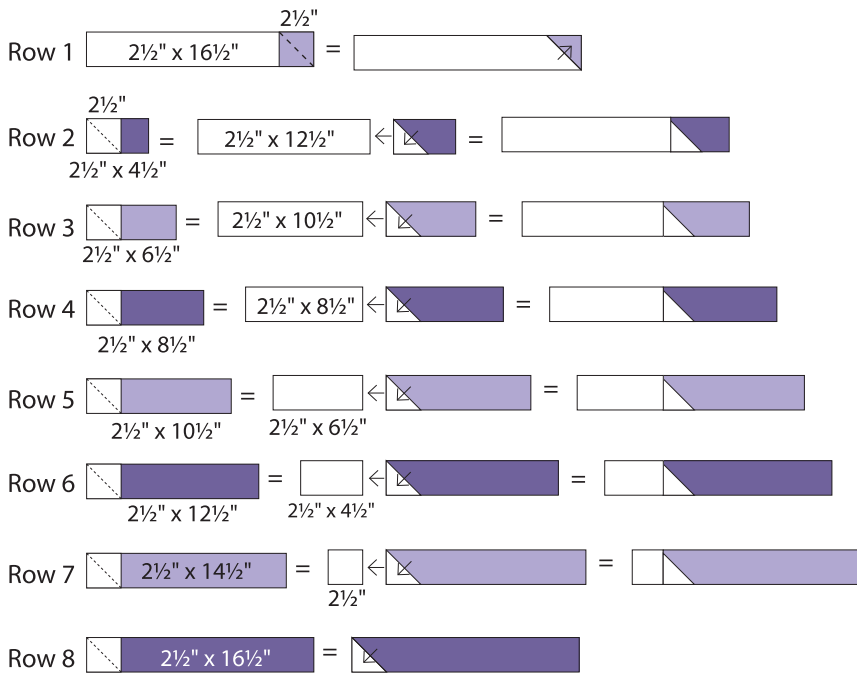 2½"
Row 1 2½" x 16½" =
2½"
Row 2 = 2½" x 12½" =
2½" x 4½"
Row 3 = 2½" x 10½" =
2½" x 6½"
Row 4 = 2½" x 8½" =
2½" x 8½"
Row 5 = =
2½" x 10½" 2½" x 6½"
Row 6 = =
2½" x 12½" 2½" x 4½"
Row 7 2½" x 14½" = =
2½"
Row 8 2½" x 16½" =